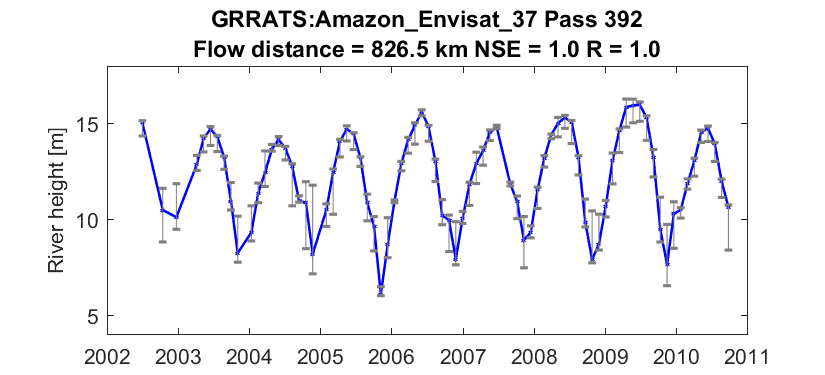 GRRATS:Amazon_Envisat_37 Pass 392
Flow distance = 826.5 km NSE = 1.0 R = 1.0
River height [m]
15
10
5
2002 2003 2004 2005 2006 2007 2008 2009 2010 2011